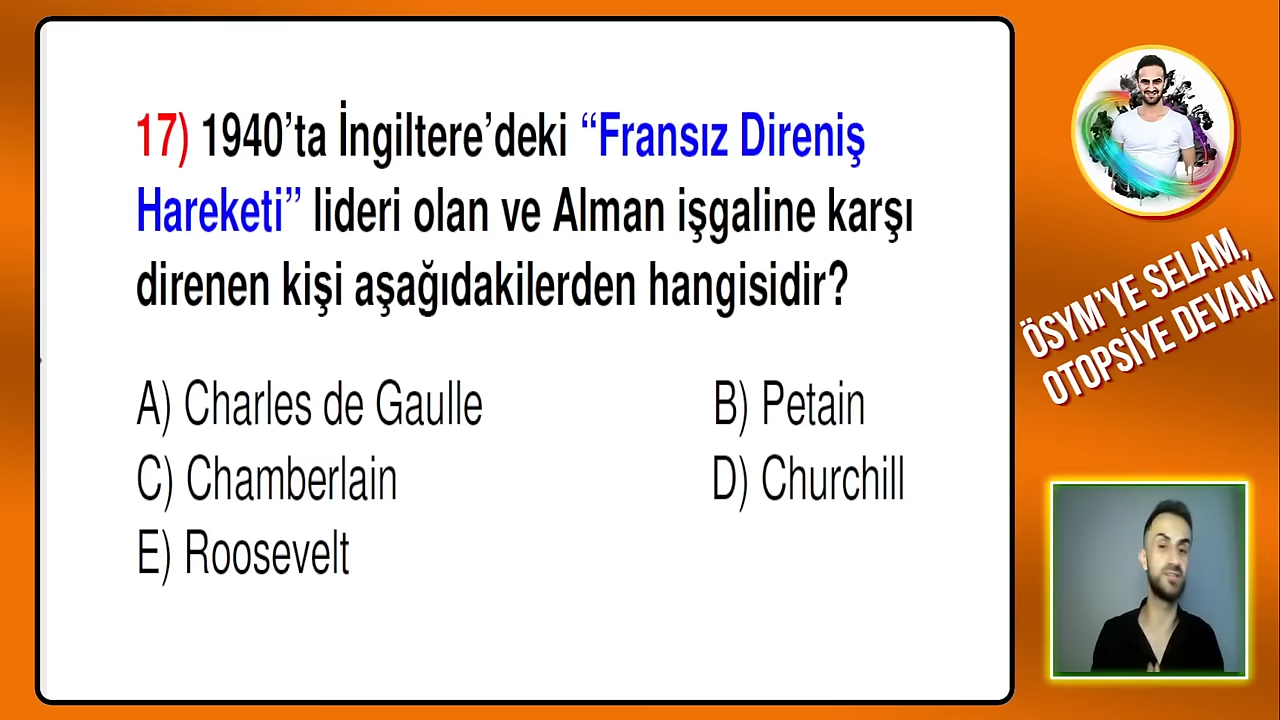 17) 1940’ta İngiltere’deki “Fransız Direniş
Hareketi” lideri olan ve Alman işgaline karşı
direnen kişi aşağıdakilerden hangisidir?
A) Charles de Gaulle B) Petain
C) Chamberlain D) Churchill
E) Roosevelt
ÖSYM’YE SELAM,
OTOPSİYE DEVAM